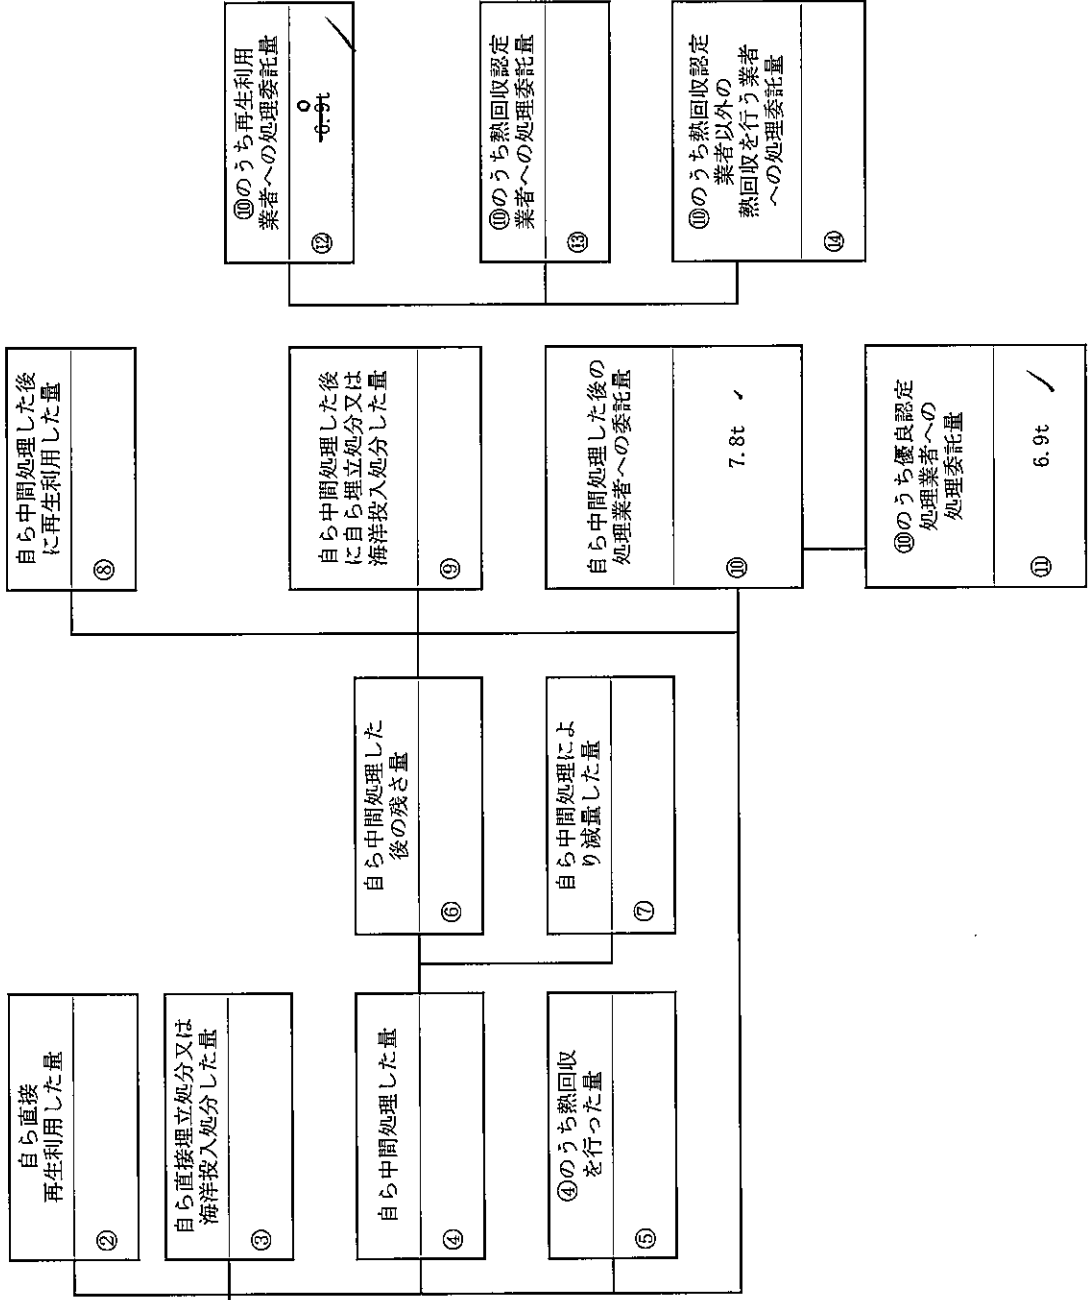 自ら直接
再生利用した量
②
自ら直接埋立処分又は
海洋投入処分した量
③
自ら中間処理した量
④
④のうち熱回収
を行った量
⑤
自ら中間処理した
後の残さ量
⑥
自ら中間処理によ
り減量した量
⑦
自ら中間処理した後
に再生利用した量
⑧
自ら中間処理した後
に自ら埋立処分又は
海洋投入処分した量
⑨
自ら中間処理した後の
処理業者への委託量
⑩ 7.8t ✓
⑩のうち優良認定
処理業者への
処理委託量
⑪ 6.9t
⑩のうち再生利用
業者への処理委託量
0
⑫ 6.9t
⑩のうち熱回収認定
業者への処理委託量
⑬
⑩のうち熱回収認定
業者以外の
熱回収を行う業者
への処理委託量
⑭